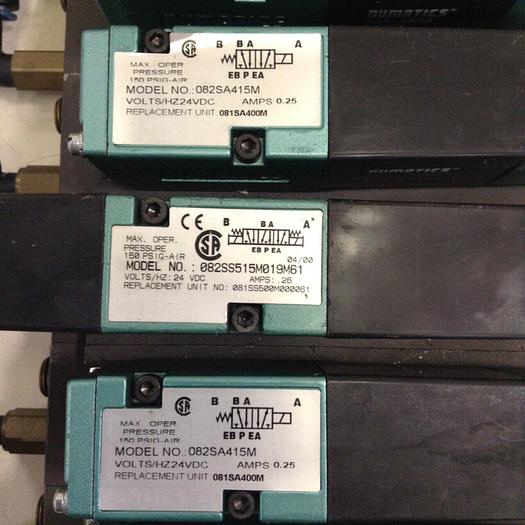 NUMATICS
B BA A
EB P EA
MAX OPER
PRESSURE
150 PSIG-AIR
MODEL NO.: 082SA415M
VOLTS/HZ24VDC AMPS 0.25
REPLACEMENT UNIT 081SA400M
NUMATICS
CE B BA A*
EB P EA
MAX. OPER.
PRESSURE
150 PSIG-AIR
04/00
MODEL NO.: 082SS515M019M61
VOLTS/HZ: 24 VDC AMPS: .26
REPLACEMENT UNIT NO: 081SS500M000061
B BA A
EB P EA
MAX OPER
PRESSURE
150 PSIG-AIR
MODEL NO.: 082SA415M
VOLTS/HZ24VDC AMPS 0.25
REPLACEMENT UNIT 081SA400M